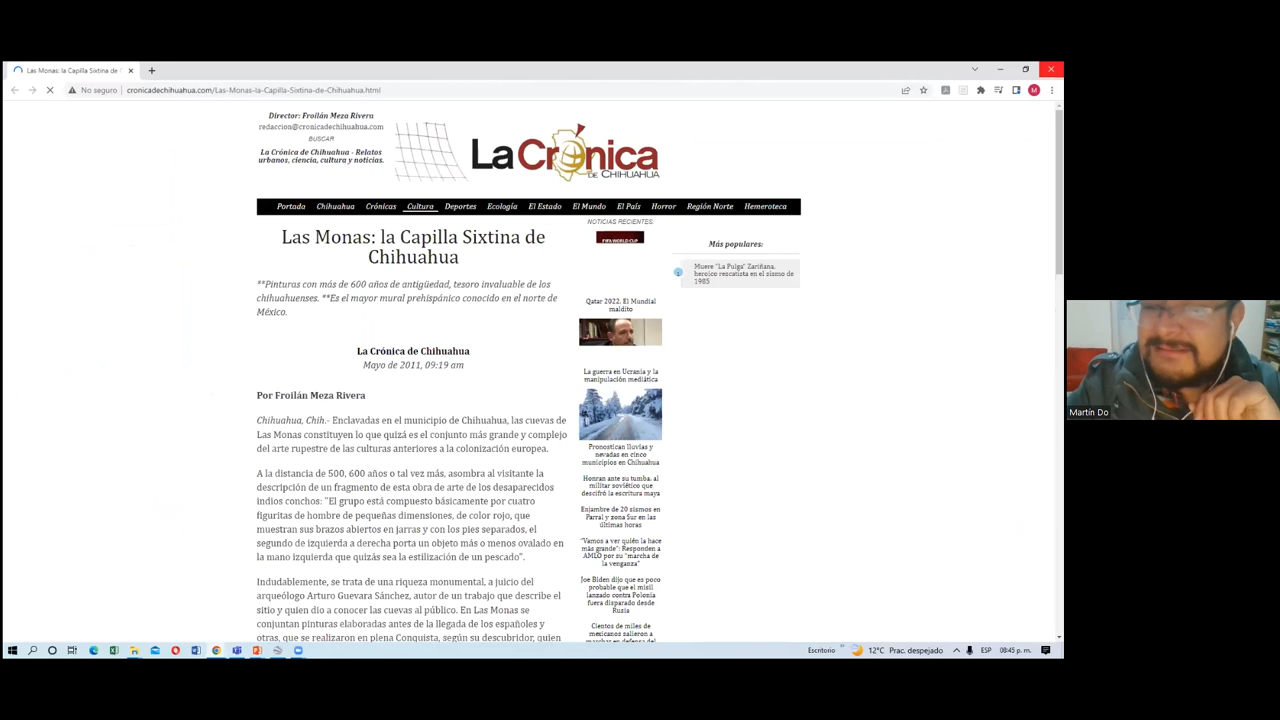 Las Monas: la Capilla Sixtina de C
No seguro
cronicadechihuahua.com/Las-Monas-la-Capilla-Sixtina-de-Chihuahua.html
Director: Froilán Meza Rivera
redaccion@cronicadechihuahua.com
BUSCAR
La Crónica de Chihuahua - Relatos
urbanos, ciencia, cultura y noticias.
La Crónica
DE CHIHUAHUA
Portada Chihuahua Crónicas Cultura Deportes Ecología El Estado El Mundo El País Horror Región Norte Hemeroteca
Las Monas: la Capilla Sixtina de
Chihuahua
**Pinturas con más de 600 años de antigüedad, tesoro invaluable de los
chihuahuenses. **Es el mayor mural prehispánico conocido en el norte de
México.
La Crónica de Chihuahua
Mayo de 2011, 09:19 am
Por Froilán Meza Rivera
Chihuahua, Chih.- Enclavadas en el municipio de Chihuahua, las cuevas de
Las Monas constituyen lo que quizá es el conjunto más grande y complejo
del arte rupestre de las culturas anteriores a la colonización europea.
A la distancia de 500, 600 años o tal vez más, asombra al visitante la
descripción de un fragmento de esta obra de arte de los desaparecidos
indios conchos: "El grupo está compuesto básicamente por cuatro
figuritas de hombre de pequeñas dimensiones, de color rojo, que
muestran sus brazos abiertos en jarras y con los pies separados, el
segundo de izquierda a derecha porta un objeto más o menos ovalado en
la mano izquierda que quizás sea la estilización de un pescado".
Indudablemente, se trata de una riqueza monumental, a juicio del
arqueólogo Arturo Guevara Sánchez, autor de un trabajo que describe el
sitio y quien dio a conocer las cuevas al público. En Las Monas se
conjuntan pinturas elaboradas antes de la llegada de los españoles y
otras, que se realizaron en plena Conquista, según su descubridor, quien
NOTICIAS RECIENTES:
FIFA WORLD CUP
Qatar 2022. El Mundial
maldito
La guerra en Ucrania y la
manipulación mediática
Pronostican lluvias y
nevadas en cinco
municipios en Chihuahua
Honran ante su tumba, al
militar soviético que
descifró la escritura maya
Enjambre de 20 sismos en
Parral y zona Sur en las
últimas horas
"Vamos a ver quién la hace
más grande": Responden a
AMLO por su "marcha de
la venganza"
Joe Biden dijo que es poco
probable que el misil
lanzado contra Polonia
fuera disparado desde
Rusia
Cientos de miles de
mexicanos salieron a
marchar en defensa del
Más populares:
Muere "La Pulga" Zariñana,
heroico rescatista en el sismo de
1985
Martín Do
Escritorio
12°C Prac. despejado
ESP
08:45 p. m.